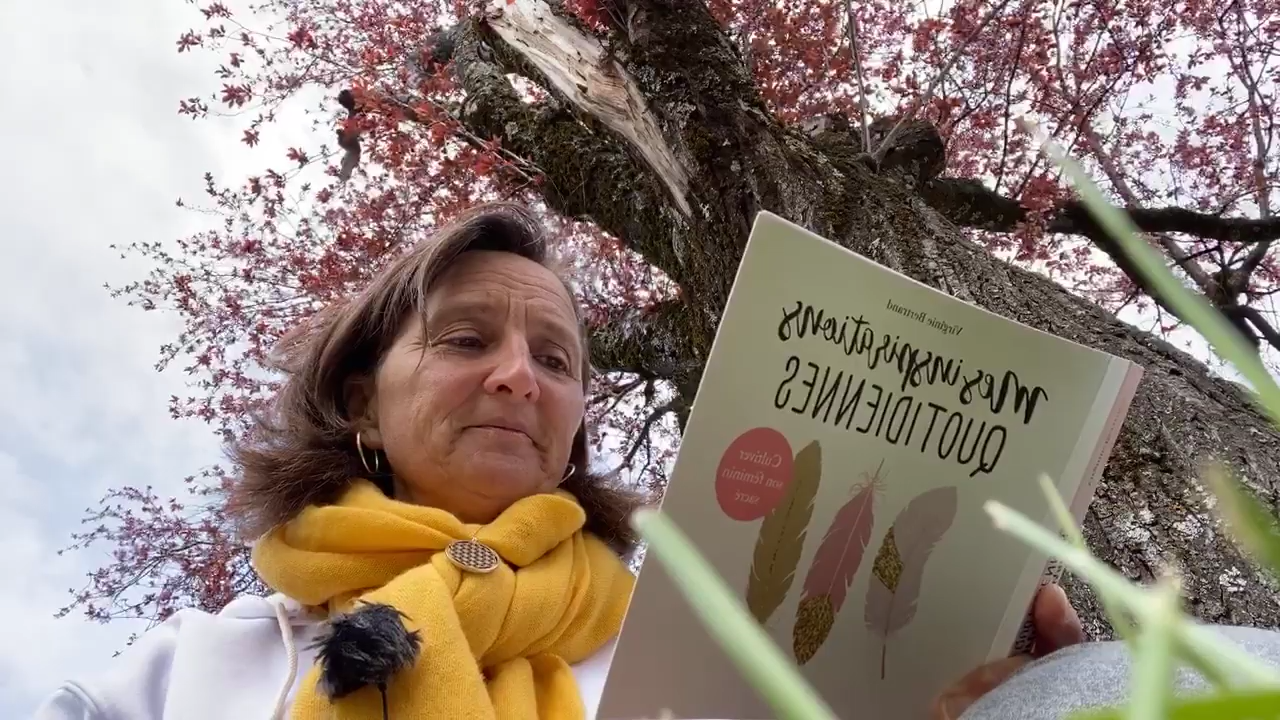 Virginie Bertrand
mes inspirations
QUOTIDIENNES
Cultiver
son féminin
sacré